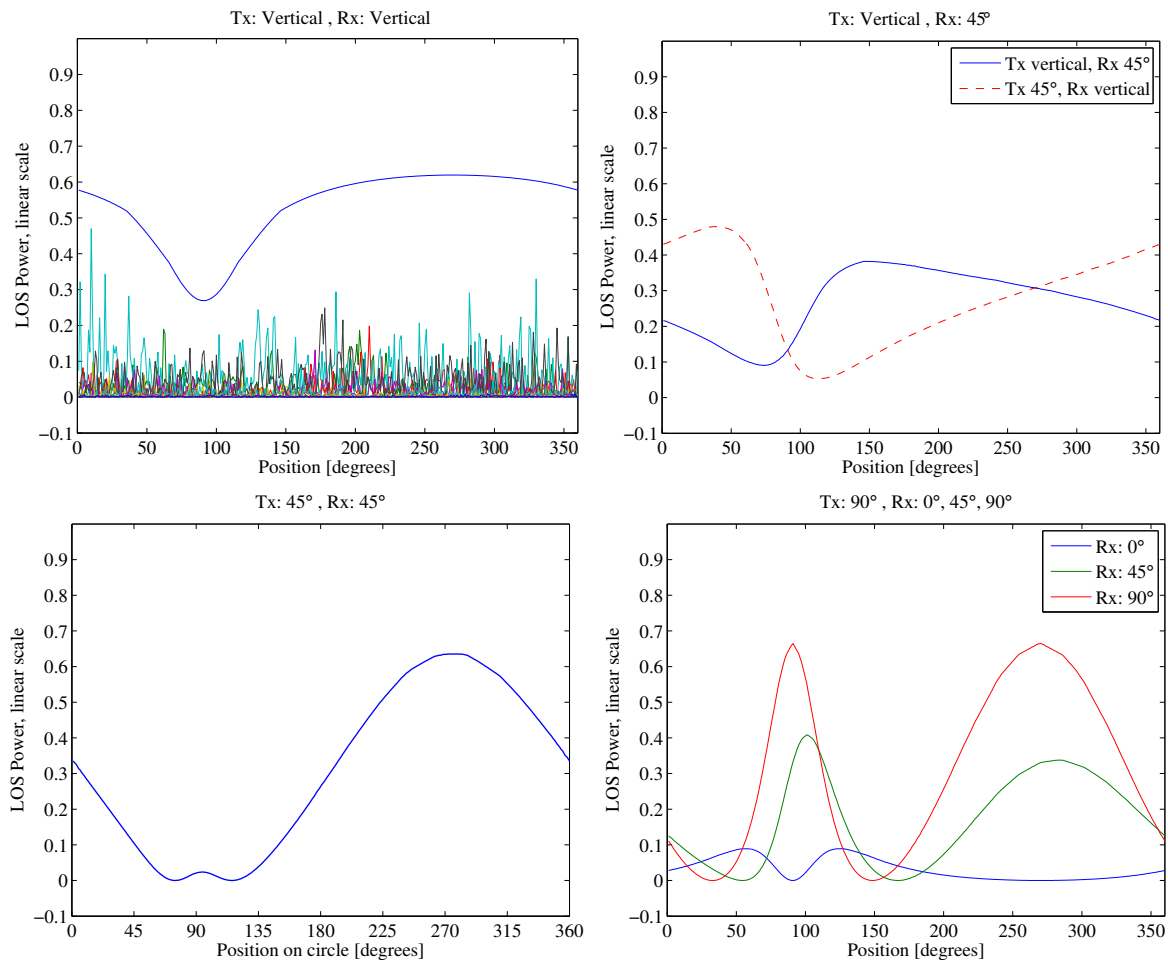 Tx: Vertical , Rx: Vertical
0.9
0.8
0.7
0.6
0.5
0.4
0.3
0.2
0.1
0
−0.1
0 50 100 150 200 250 300 350
LOS Power, linear scale
Position [degrees]
Tx: Vertical , Rx: 45°
Tx vertical, Rx 45°
Tx 45°, Rx vertical
0.9
0.8
0.7
0.6
0.5
0.4
0.3
0.2
0.1
0
−0.1
0 50 100 150 200 250 300 350
LOS Power, linear scale
Position [degrees]
Tx: 45° , Rx: 45°
0.9
0.8
0.7
0.6
0.5
0.4
0.3
0.2
0.1
0
−0.1
0 45 90 135 180 225 270 315 360
LOS Power, linear scale
Position on circle [degrees]
Tx: 90° , Rx: 0°, 45°, 90°
Rx: 0°
Rx: 45°
Rx: 90°
0.9
0.8
0.7
0.6
0.5
0.4
0.3
0.2
0.1
0
−0.1
0 50 100 150 200 250 300 350
LOS Power, linear scale
Position [degrees]